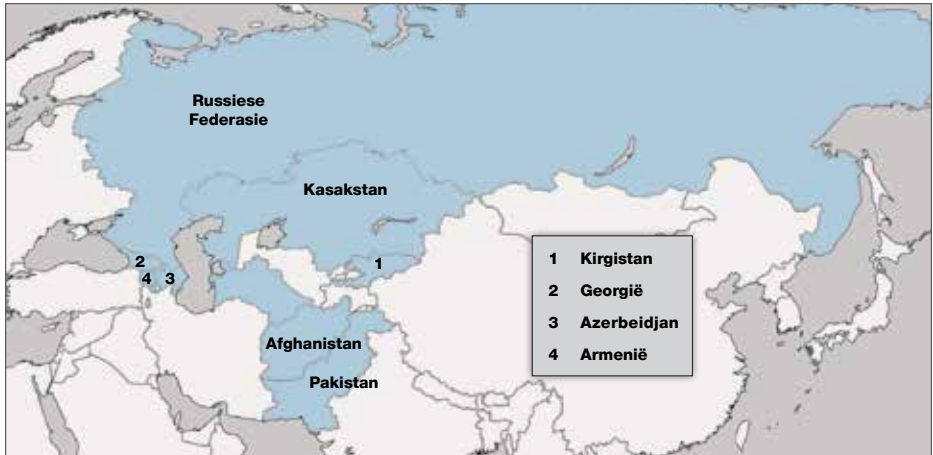 Russiese
Federasie
Kasakstan
1
2
4 3
Afghanistan
Pakistan
1 Kirgistan
2 Georgië
3 Azerbeidjan
4 Armenië